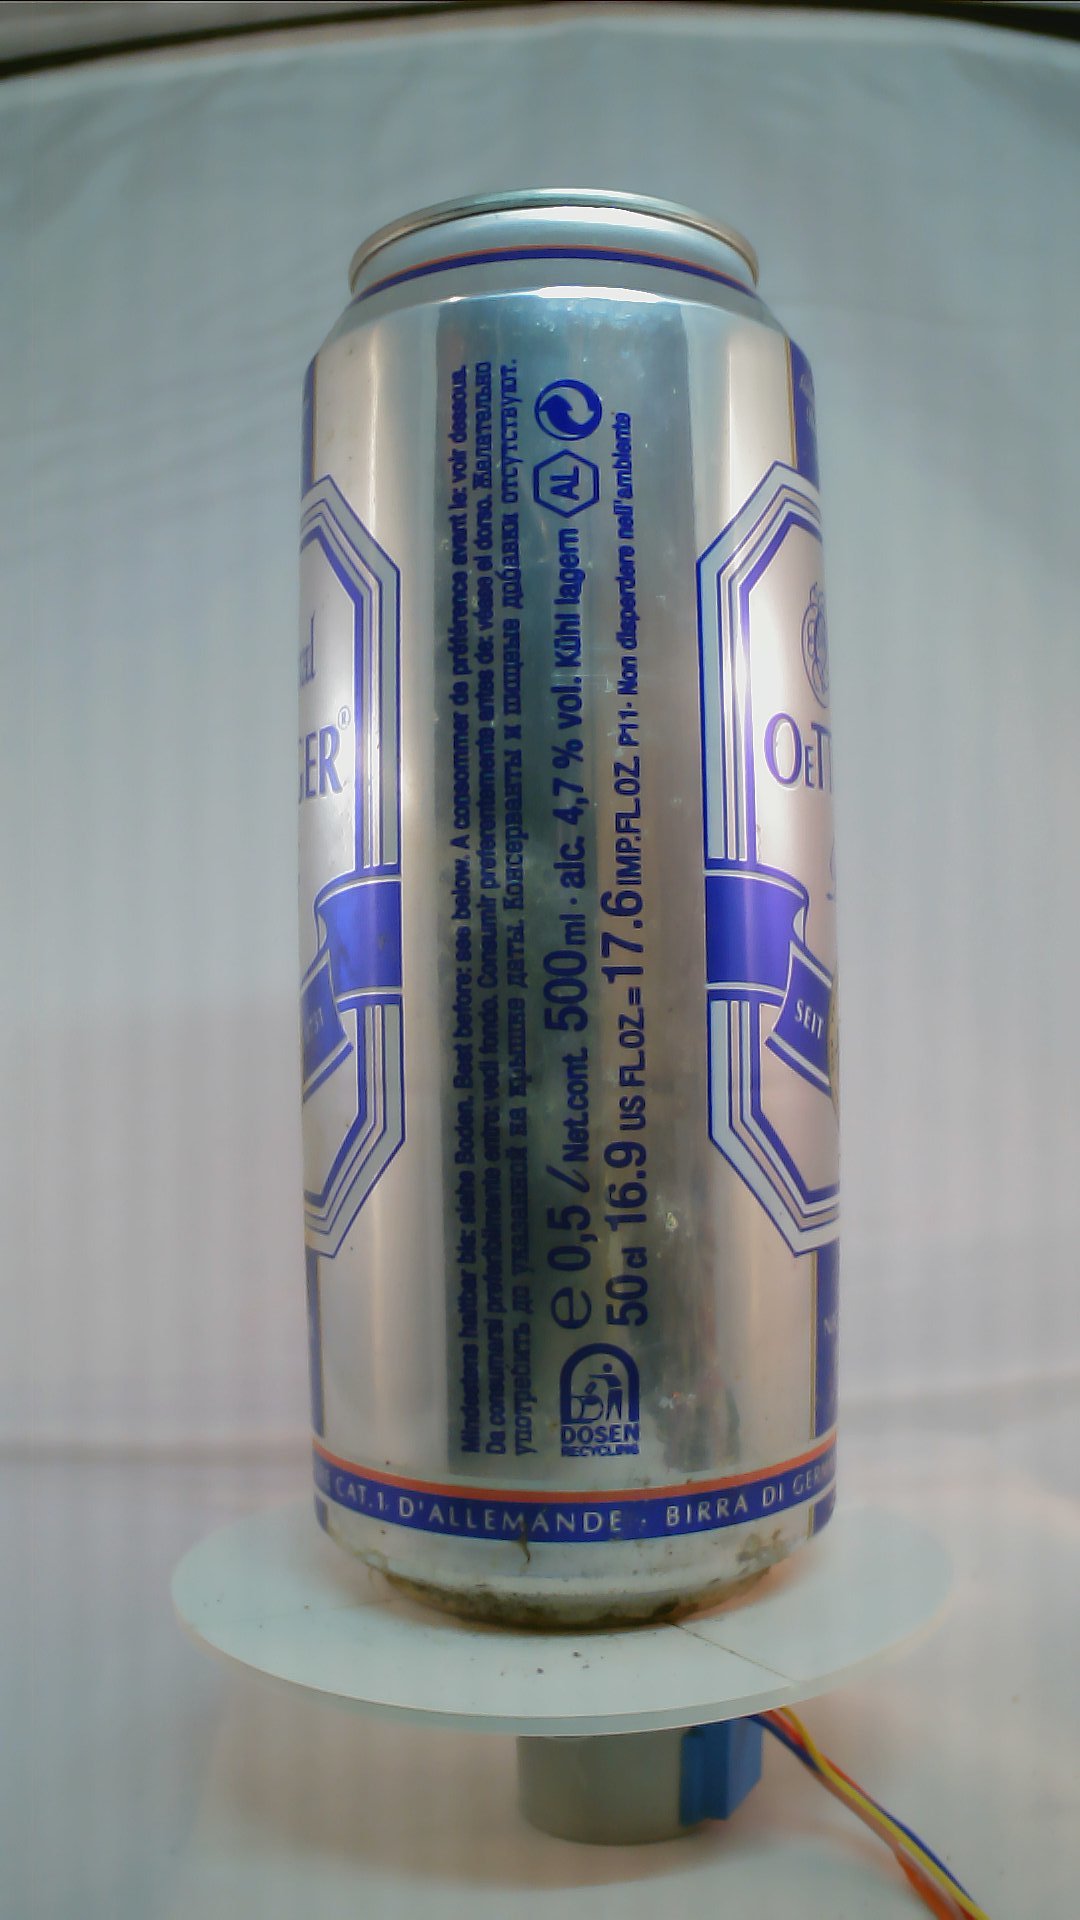 Mindestens haltbar bis: siehe Boden. Best before: see below. A consommer de préférence avant le: voir dessous.
Da consumarsi preferibilmente entro: vedi fondo. Consumir preferentemente antes de: véase el dorso. Желательно
употребить до указанной на крышке даты. Консерванты и пищевые добавки отсутствуют.
e 0,5 l Net.cont. 500 ml · alc. 4,7 % vol. Kühl lagern AL
50 cl 16.9 US FL.OZ.= 17.6 IMP.FL.OZ. P11- Non disperdere nell'ambiente
DOSEN
RECYCLING
GER®
1731
OeTT
SEIT
CAT.1 D'ALLEMANDE · BIRRA DI GERM